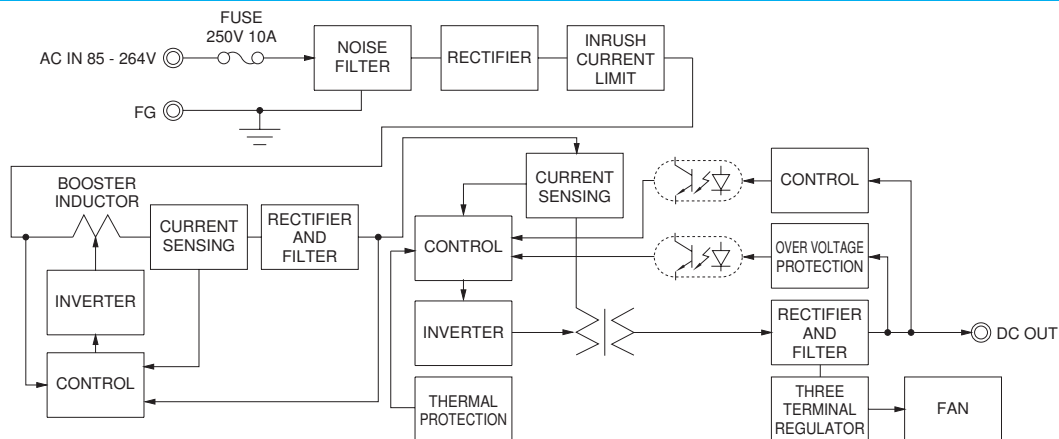 FUSE
250V 10A
AC IN 85 - 264V
NOISE
FILTER
RECTIFIER
INRUSH
CURRENT
LIMIT
FG
BOOSTER
INDUCTOR
CURRENT
SENSING
RECTIFIER
AND
FILTER
INVERTER
CONTROL
CURRENT
SENSING
CONTROL
INVERTER
THERMAL
PROTECTION
CONTROL
OVER VOLTAGE
PROTECTION
RECTIFIER
AND
FILTER
DC OUT
THREE
TERMINAL
REGULATOR
FAN